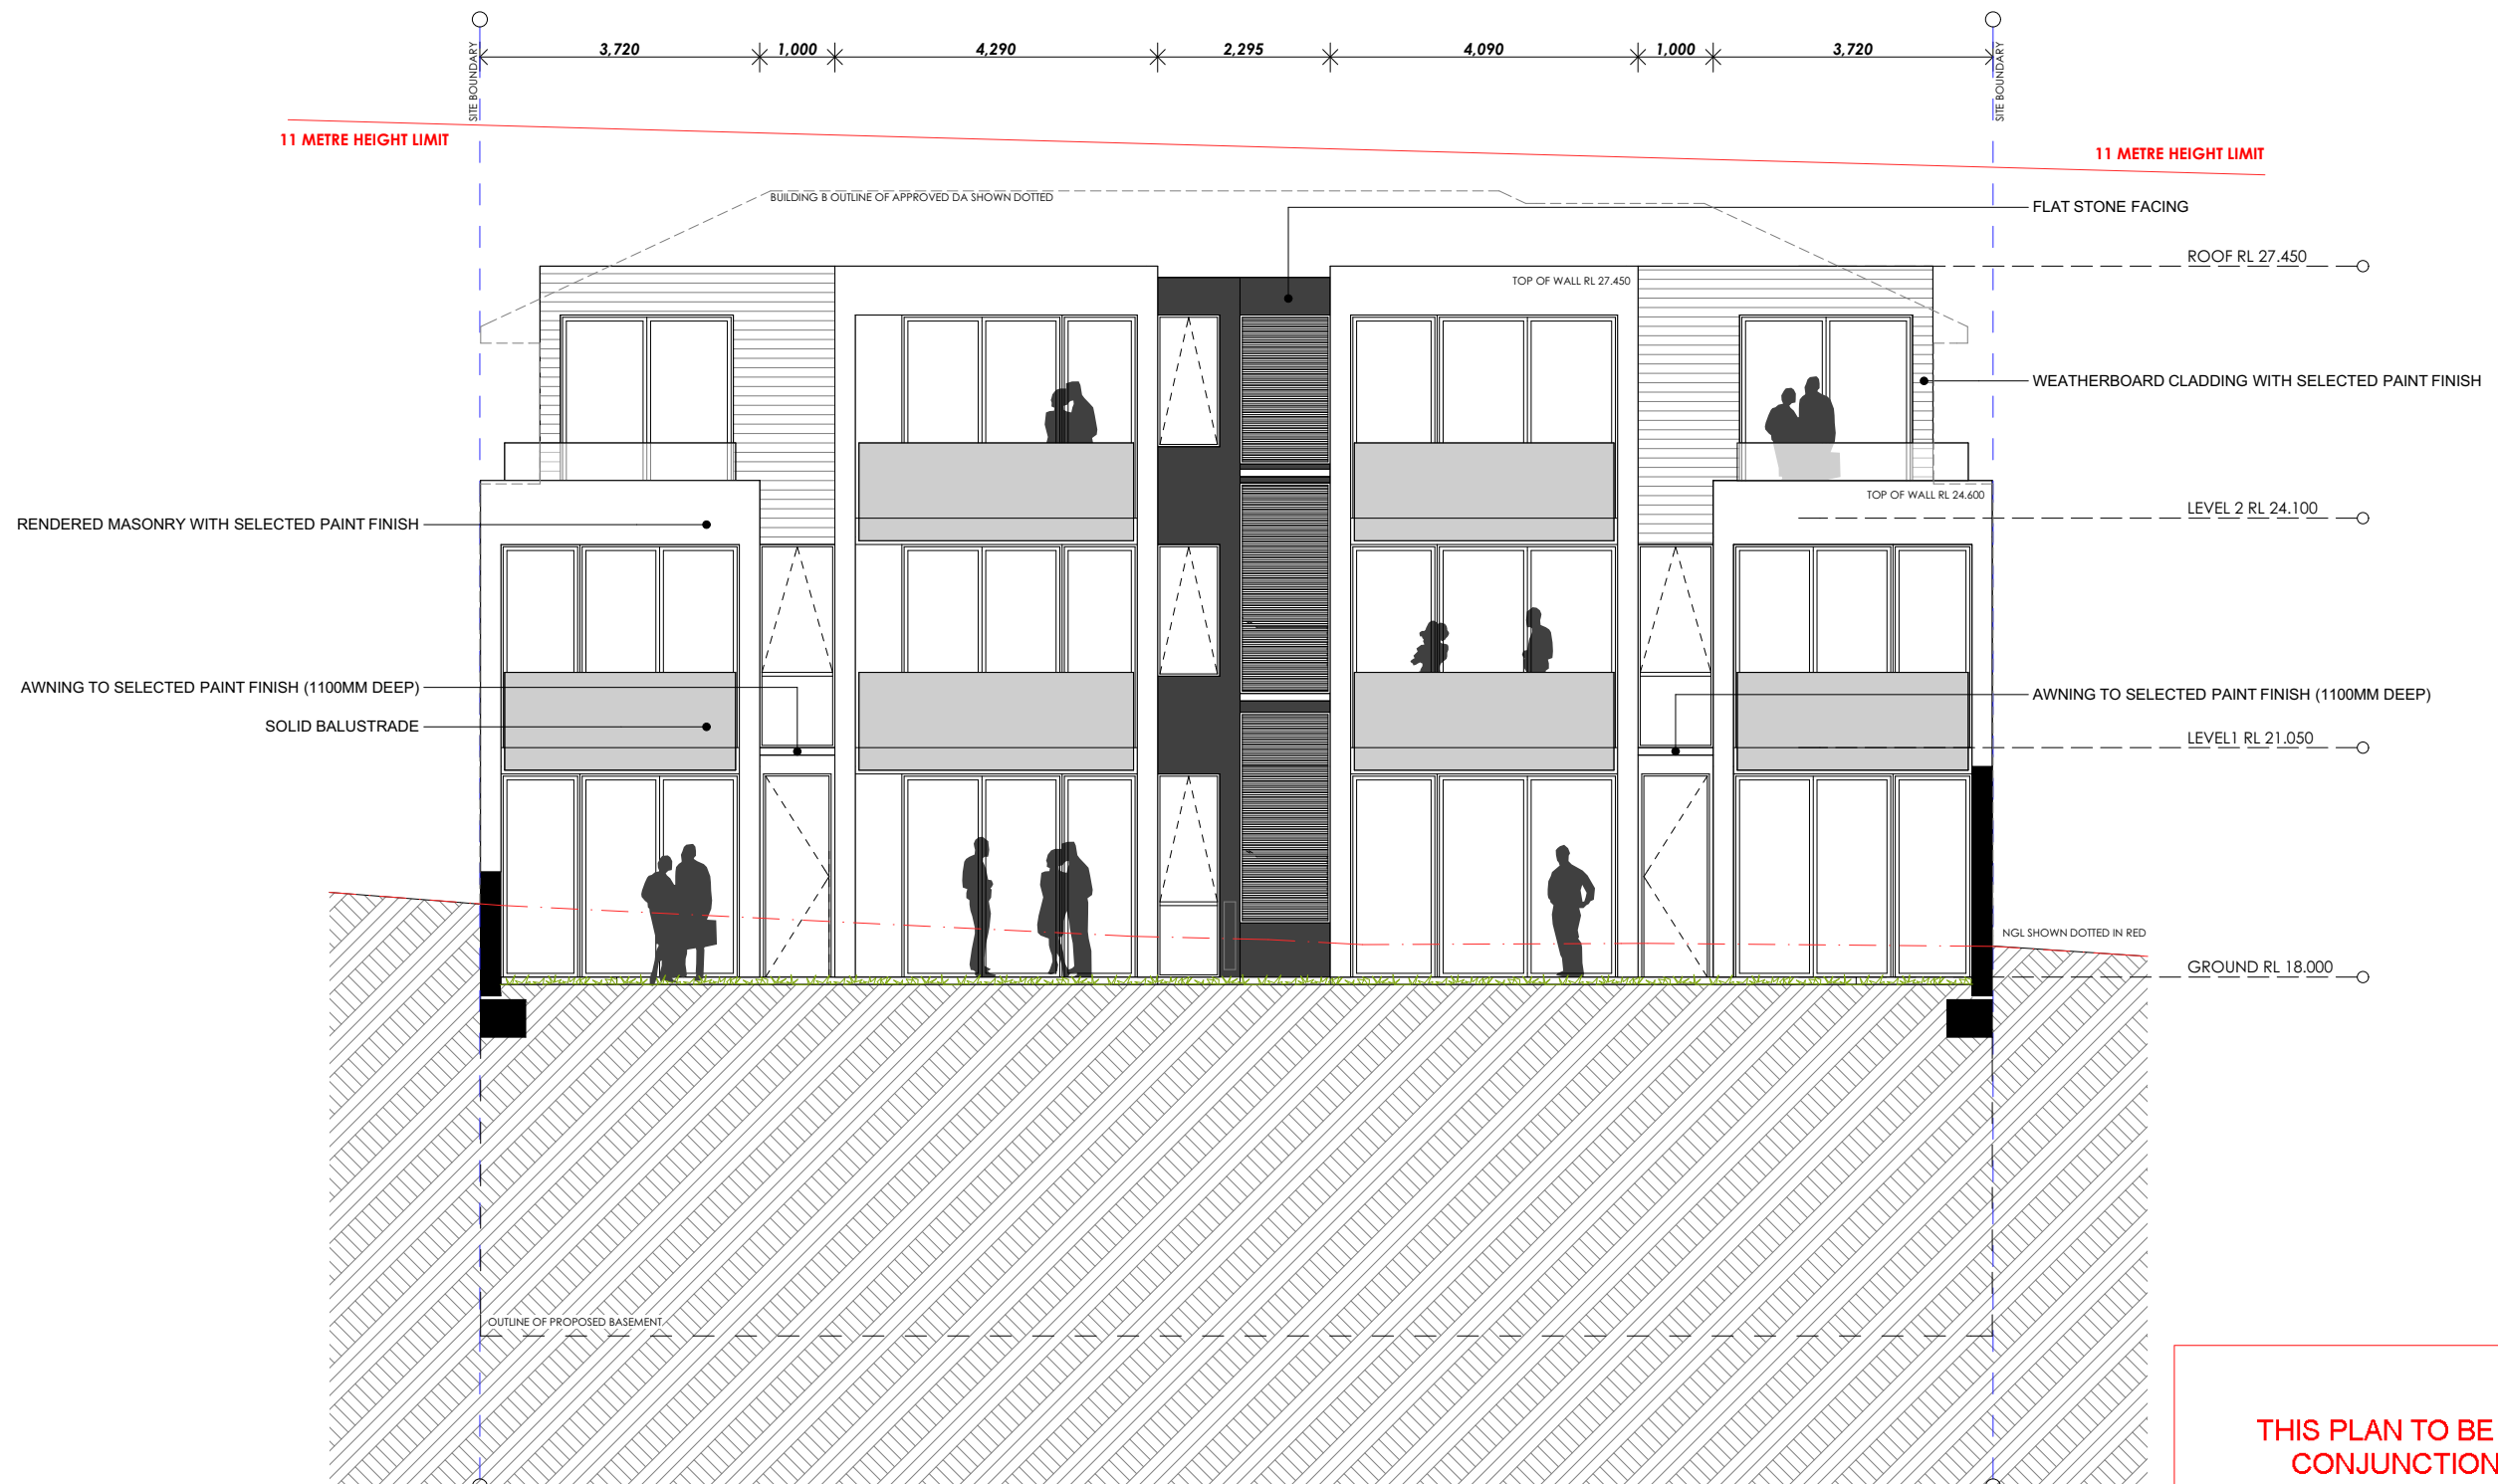 3,720
1,000
4,290
2,295
4,090
1,000
3,720
SITE BOUNDARY
SITE BOUNDARY
11 METRE HEIGHT LIMIT
11 METRE HEIGHT LIMIT
BUILDING B OUTLINE OF APPROVED DA SHOWN DOTTED
FLAT STONE FACING
ROOF RL 27.450
TOP OF WALL RL 27.450
WEATHERBOARD CLADDING WITH SELECTED PAINT FINISH
TOP OF WALL RL 24.600
LEVEL 2 RL 24.100
RENDERED MASONRY WITH SELECTED PAINT FINISH
AWNING TO SELECTED PAINT FINISH (1100MM DEEP)
AWNING TO SELECTED PAINT FINISH (1100MM DEEP)
SOLID BALUSTRADE
LEVEL1 RL 21.050
NGL SHOWN DOTTED IN RED
GROUND RL 18.000
OUTLINE OF PROPOSED BASEMENT
THIS PLAN TO BE
CONJUNCTION